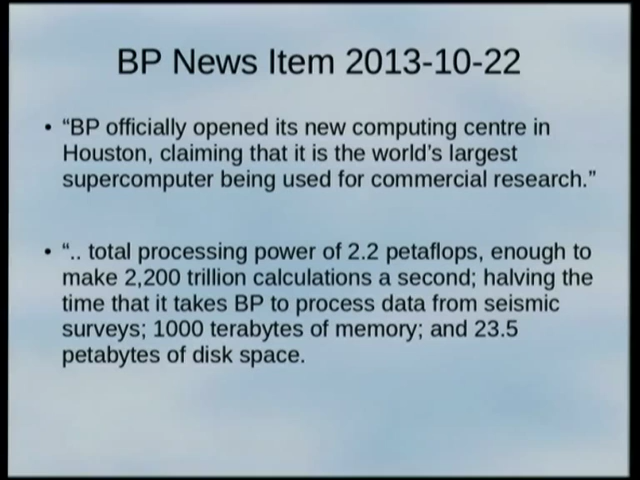 BP News Item 2013-10-22
• “BP officially opened its new computing centre in
Houston, claiming that it is the world’s largest
supercomputer being used for commercial research.”
• “.. total processing power of 2.2 petaflops, enough to
make 2,200 trillion calculations a second; halving the
time that it takes BP to process data from seismic
surveys; 1000 terabytes of memory; and 23.5
petabytes of disk space.